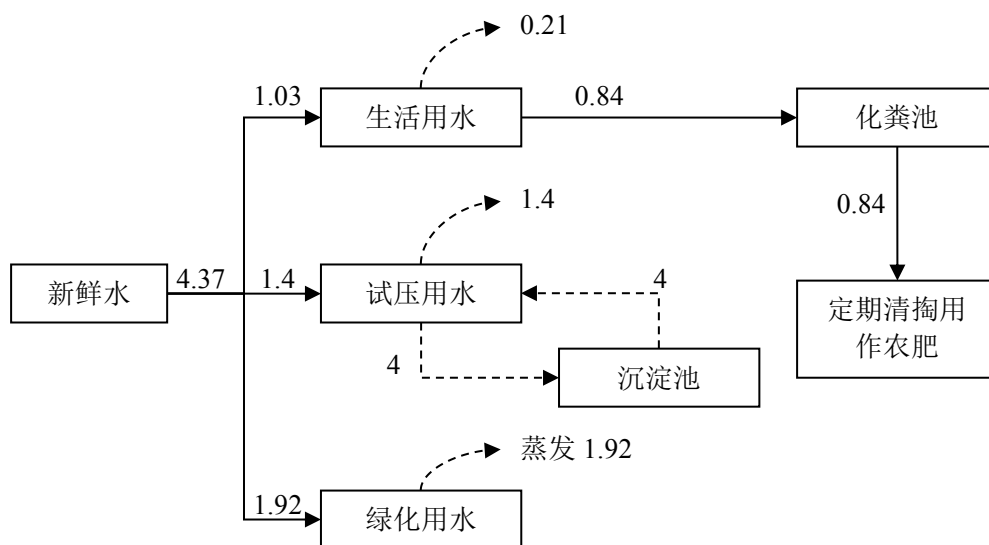 0.21
1.03
生活用水
0.84
化粪池
1.4
0.84
新鲜水
4.37
1.4
试压用水
4
定期清掏用
作农肥
4
沉淀池
蒸发 1.92
1.92
绿化用水